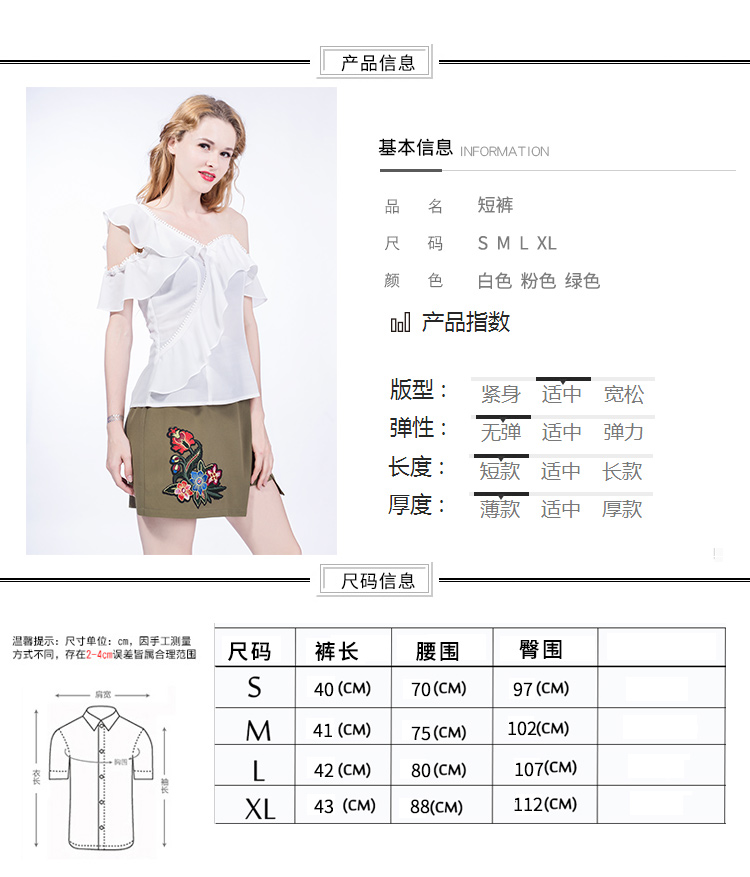 产品信息
基本信息 INFORMATION
品 名 短裤
尺 码 S M L XL
颜 色 白色 粉色 绿色
产品指数
版型： 紧身 适中 宽松
弹性： 无弹 适中 弹力
长度： 短款 适中 长款
厚度： 薄款 适中 厚款
尺码信息
温馨提示：尺寸单位：cm，因手工测量
方式不同，存在2-4cm误差皆属合理范围
肩宽
胸围
衣长
袖长
尺码 裤长 腰围 臀围
S 40(CM) 70(CM) 97(CM)
M 41(CM) 75(CM) 102(CM)
L 42(CM) 80(CM) 107(CM)
XL 43 (CM) 88(CM) 112(CM)